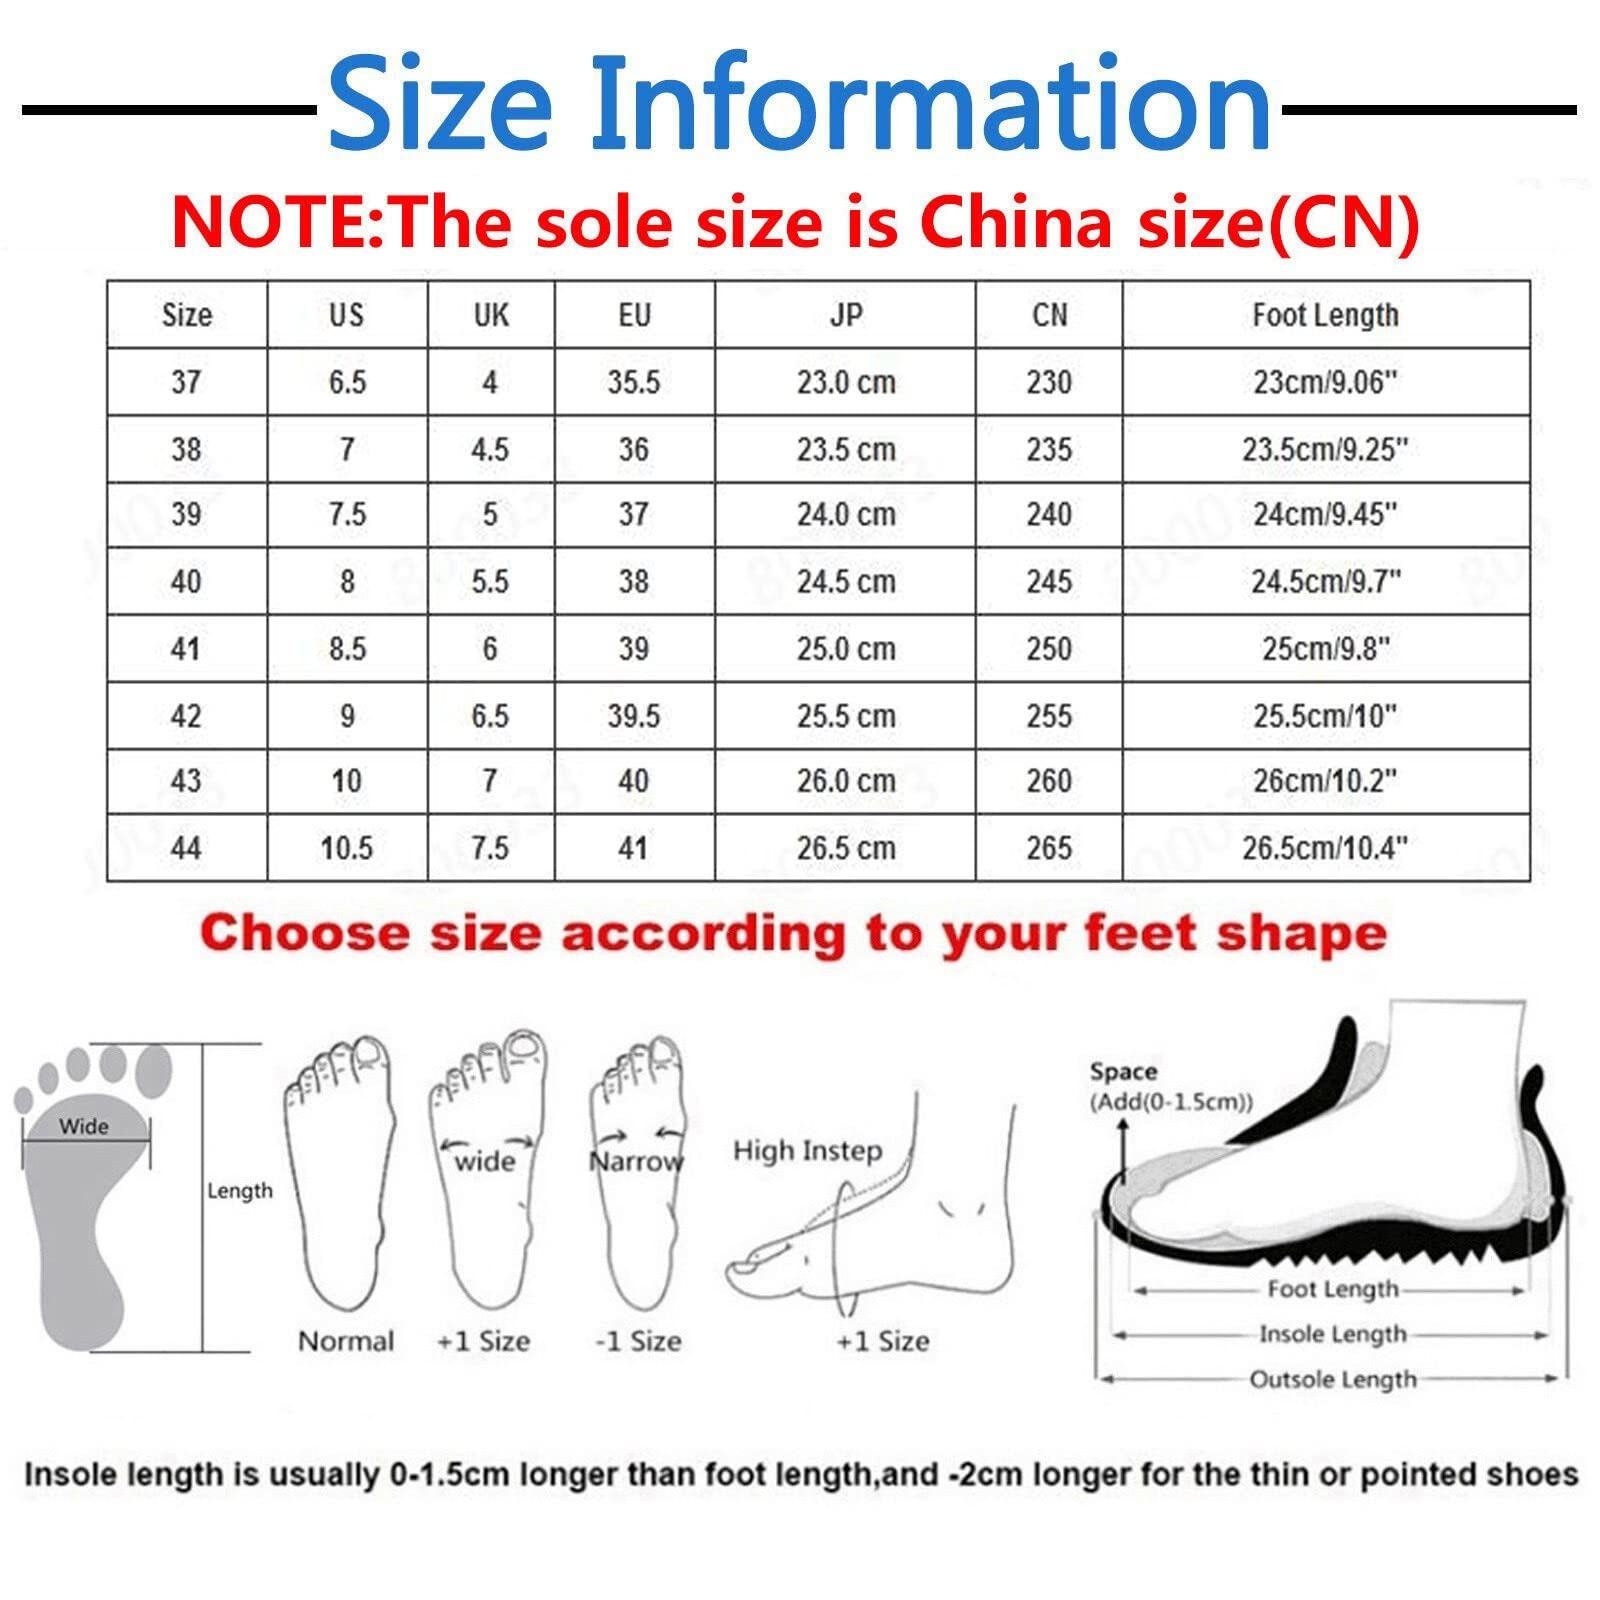 Size Information
NOTE:The sole size is China size(CN)
Size US UK EU JP CN Foot Length
37 6.5 4 35.5 23.0 cm 230 23cm/9.06"
38 7 4.5 36 23.5 cm 235 23.5cm/9.25"
39 7.5 5 37 24.0 cm 240 24cm/9.45"
40 8 5.5 38 24.5 cm 245 24.5cm/9.7"
41 8.5 6 39 25.0 cm 250 25cm/9.8"
42 9 6.5 39.5 25.5 cm 255 25.5cm/10"
43 10 7 40 26.0 cm 260 26cm/10.2"
44 10.5 7.5 41 26.5 cm 265 26.5cm/10.4"
Choose size according to your feet shape
Wide
Length
Normal
wide
+1 Size
Narrow
-1 Size
High Instep
+1 Size
Space
(Add(0-1.5cm))
Foot Length
Insole Length
Outsole Length
Insole length is usually 0-1.5cm longer than foot length,and -2cm longer for the thin or pointed shoes